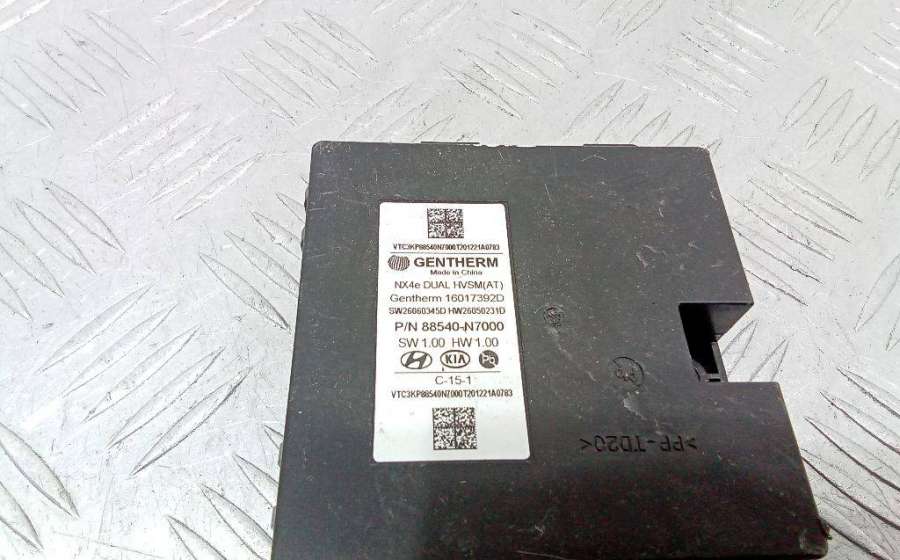 VTC3KP88540N7000T201221A0783
GENTHERM
Made in China
NX4e DUAL HVSM(AT)
Gentherm 16017392D
SW26060345D HW26050231D
P/N 88540-N7000
SW 1.00 HW 1.00
KIA
C-15-1
VTC3KP88540N7000T201221A0783
>PP-TD20<